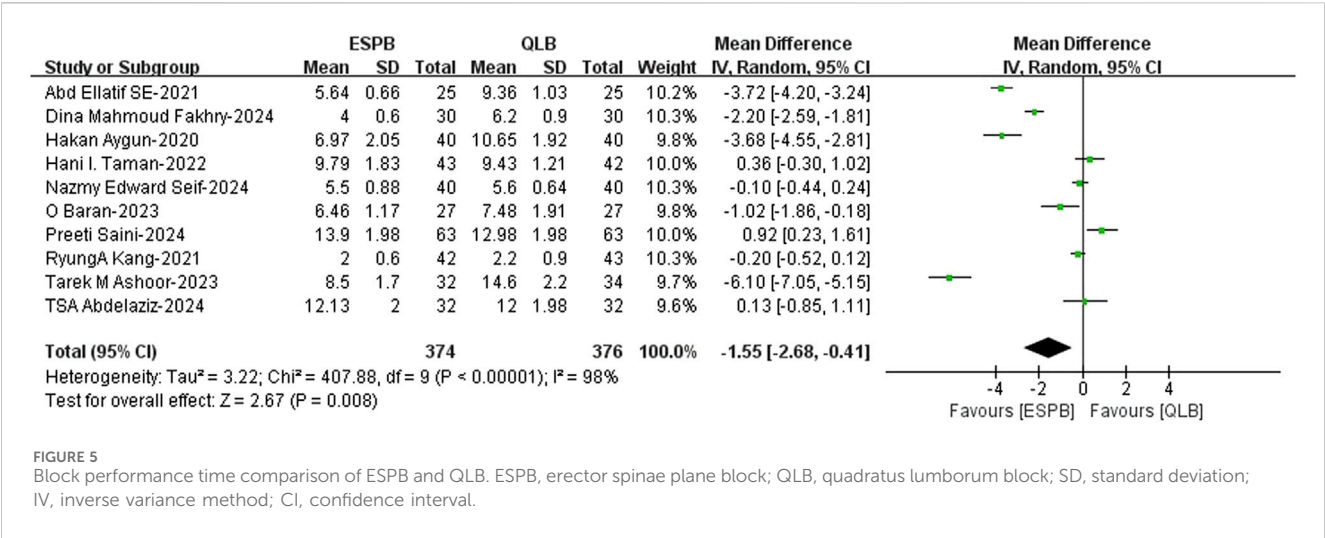 ESPB QLB Mean Difference Mean Difference
Study or Subgroup Mean SD Total Mean SD Total Weight IV, Random, 95% CI IV, Random, 95% CI
Abd Ellatif SE-2021 5.64 0.66 25 9.36 1.03 25 10.2% -3.72 [-4.20, -3.24]
Dina Mahmoud Fakhry-2024 4 0.6 30 6.2 0.9 30 10.3% -2.20 [-2.59, -1.81]
Hakan Aygun-2020 6.97 2.05 40 10.65 1.92 40 9.8% -3.68 [-4.55, -2.81]
Hani I. Taman-2022 9.79 1.83 43 9.43 1.21 42 10.0% 0.36 [-0.30, 1.02]
Nazmy Edward Seif-2024 5.5 0.88 40 5.6 0.64 40 10.3% -0.10 [-0.44, 0.24]
O Baran-2023 6.46 1.17 27 7.48 1.91 27 9.8% -1.02 [-1.86, -0.18]
Preeti Saini-2024 13.9 1.98 63 12.98 1.98 63 10.0% 0.92 [0.23, 1.61]
RyungA Kang-2021 2 0.6 42 2.2 0.9 43 10.3% -0.20 [-0.52, 0.12]
Tarek M Ashoor-2023 8.5 1.7 32 14.6 2.2 34 9.7% -6.10 [-7.05, -5.15]
TSA Abdelaziz-2024 12.13 2 32 12 1.98 32 9.6% 0.13 [-0.85, 1.11]
Total (95% CI) 374 376 100.0% -1.55 [-2.68, -0.41]
Heterogeneity: Tau² = 3.22; Chi² = 407.88, df = 9 (P < 0.00001); I² = 98%
Test for overall effect: Z = 2.67 (P = 0.008)
-4 -2 0 2 4
Favours [ESPB] Favours [QLB]
FIGURE 5
Block performance time comparison of ESPB and QLB. ESPB, erector spinae plane block; QLB, quadratus lumborum block; SD, standard deviation;
IV, inverse variance method; CI, confidence interval.